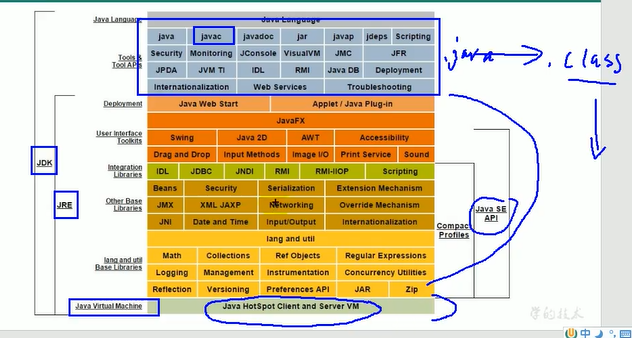 Java Language
Java Language
java javac javadoc jar javap jdeps Scripting
Security Monitoring JConsole VisualVM JMC JFR
Tools & Tool APIs
JPDA JVM TI IDL RMI Java DB Deployment
Internationalization Web Services Troubleshooting
.java .class
Deployment
Java Web Start Applet / Java Plug-in
JavaFX
User Interface Toolkits
Swing Java 2D AWT Accessibility
Drag and Drop Input Methods Image I/O Print Service Sound
Integration Libraries
IDL JDBC JNDI RMI RMI-IIOP Scripting
JDK
JRE
Other Base Libraries
Beans Security Serialization Extension Mechanism
JMX XML JAXP Networking Override Mechanism
JNI Date and Time Input/Output Internationalization
Java SE API
Compact Profiles
lang and util
lang and util Base Libraries
Math Collections Ref Objects Regular Expressions
Logging Management Instrumentation Concurrency Utilities
Reflection Versioning Preferences API JAR Zip
Java Virtual Machine
Java HotSpot Client and Server VM